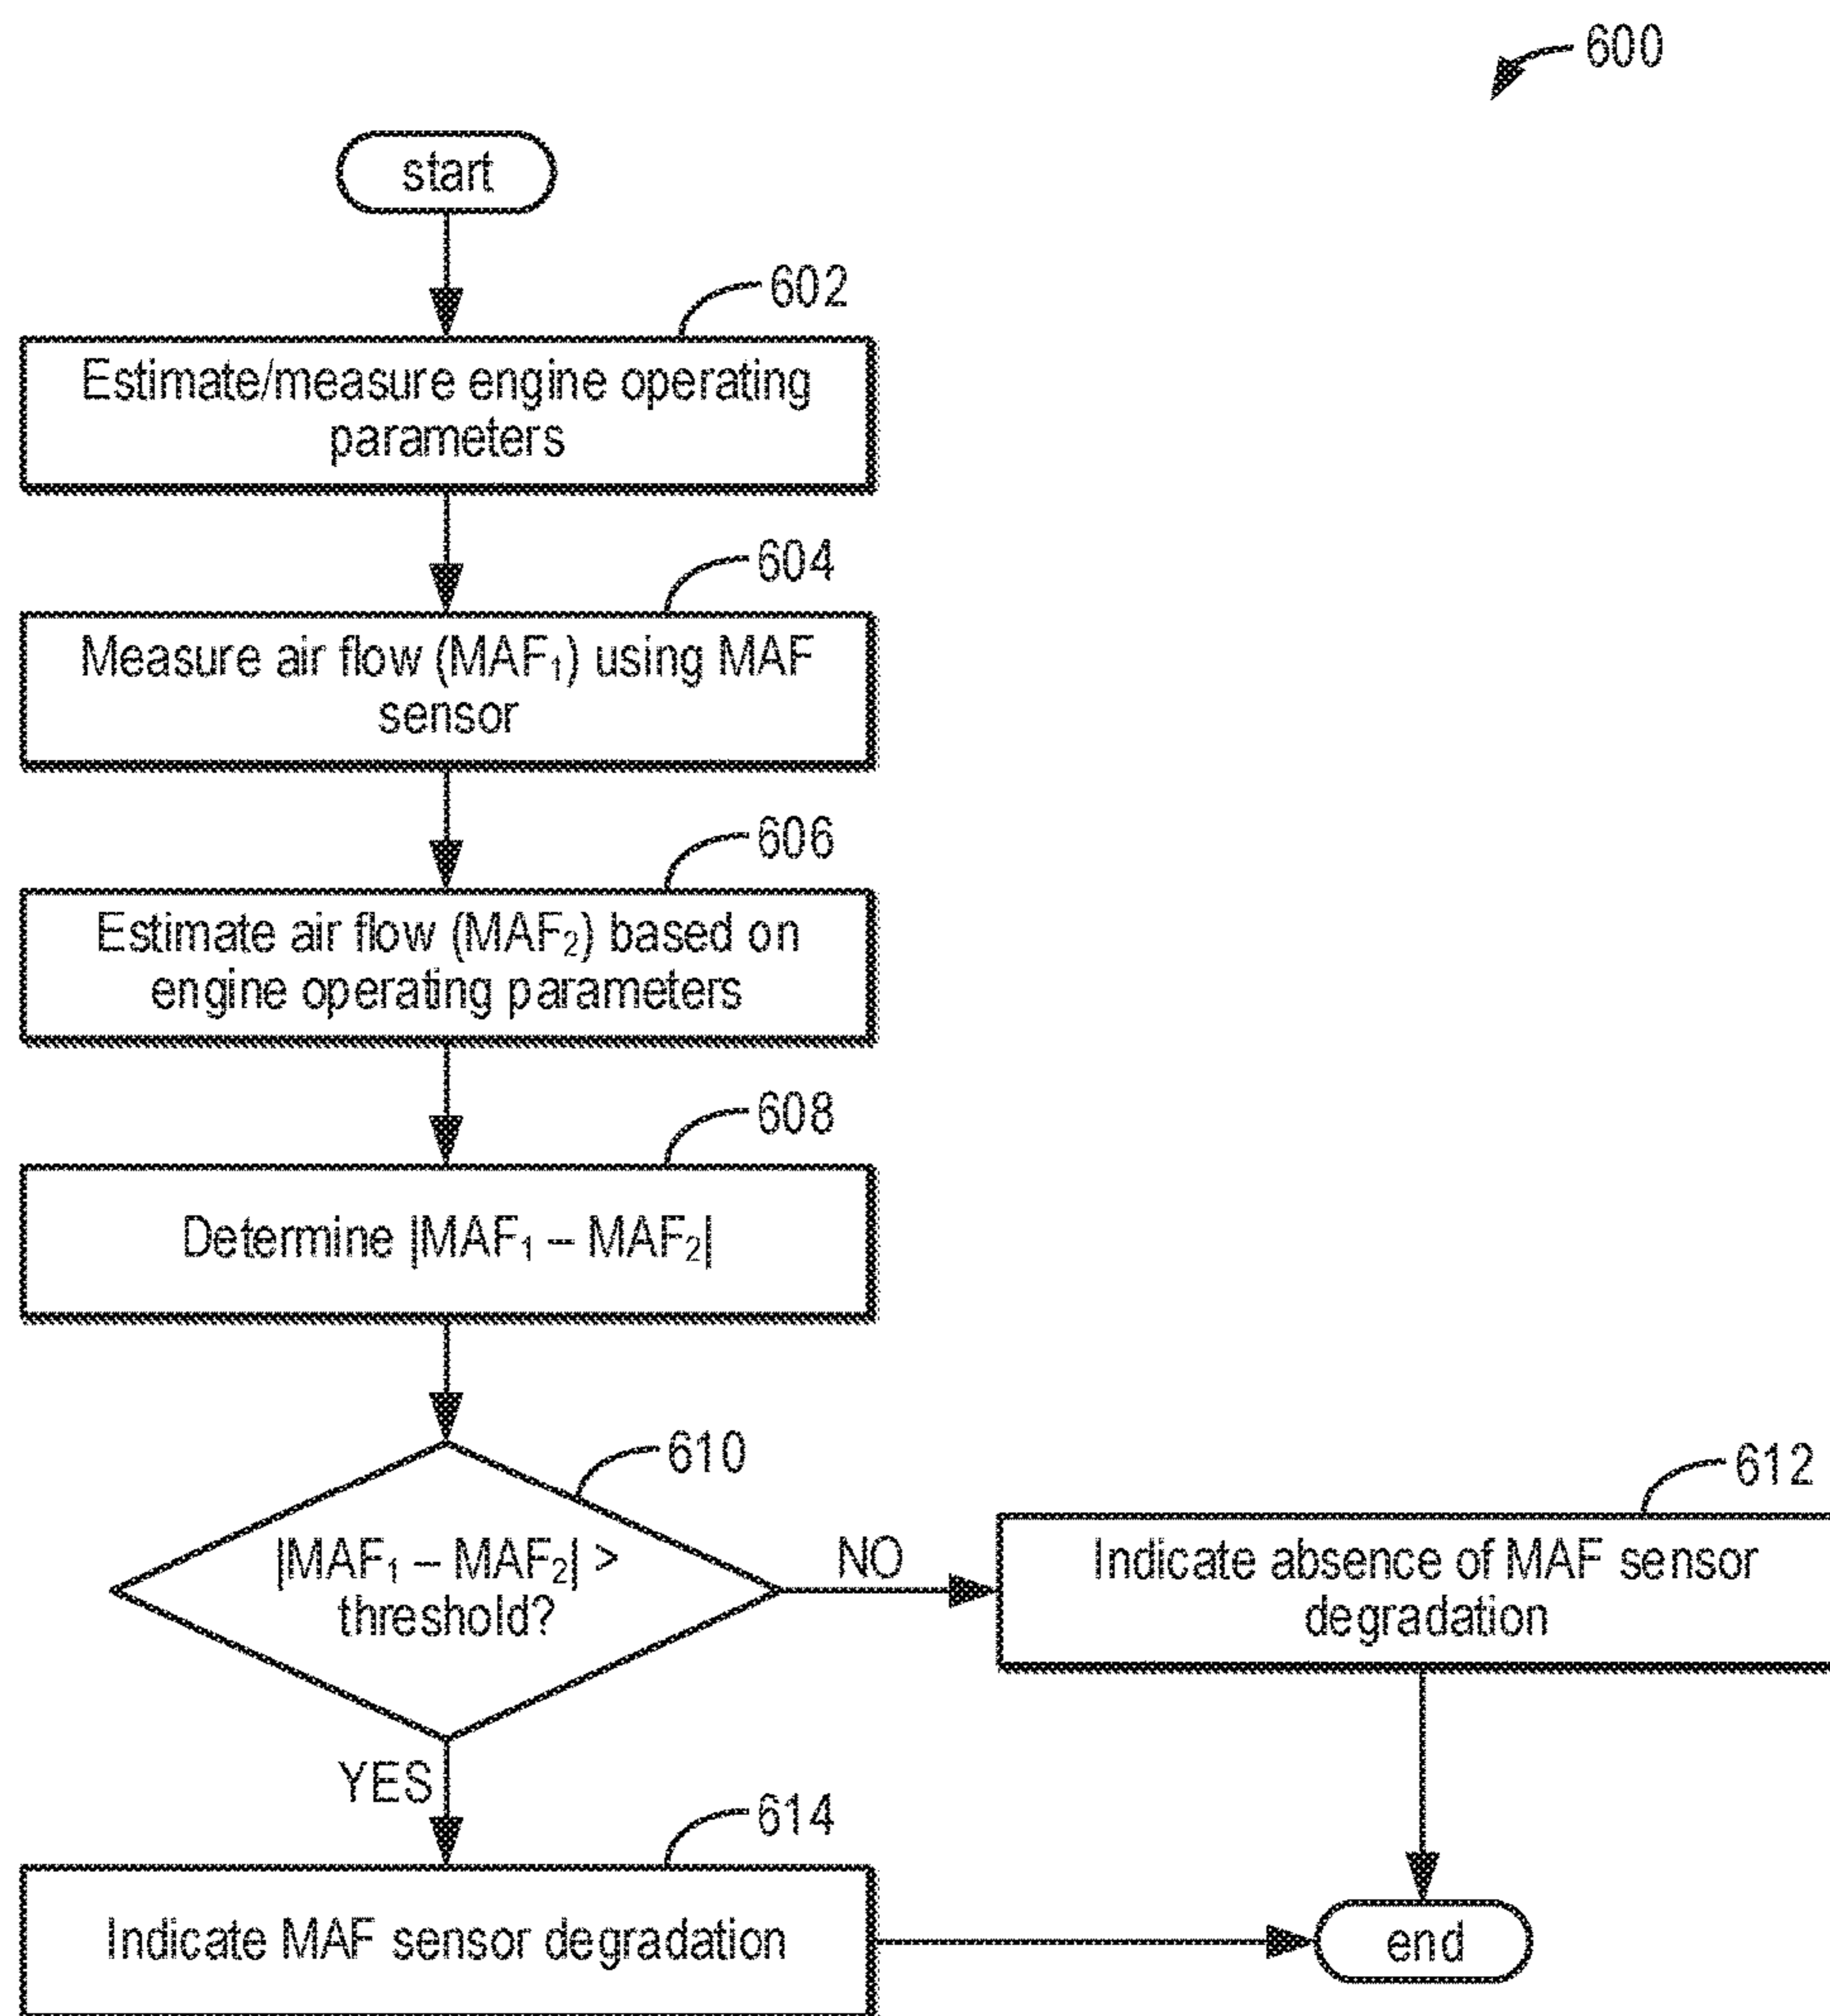 600
start
602
Estimate/measure engine operating
parameters
604
Measure air flow (MAF₁) using MAF
sensor
606
Estimate air flow (MAF₂) based on
engine operating parameters
608
Determine |MAF₁ – MAF₂|
610
|MAF₁ – MAF₂| >
threshold?
NO
612
Indicate absence of MAF sensor
degradation
YES
614
Indicate MAF sensor degradation
end